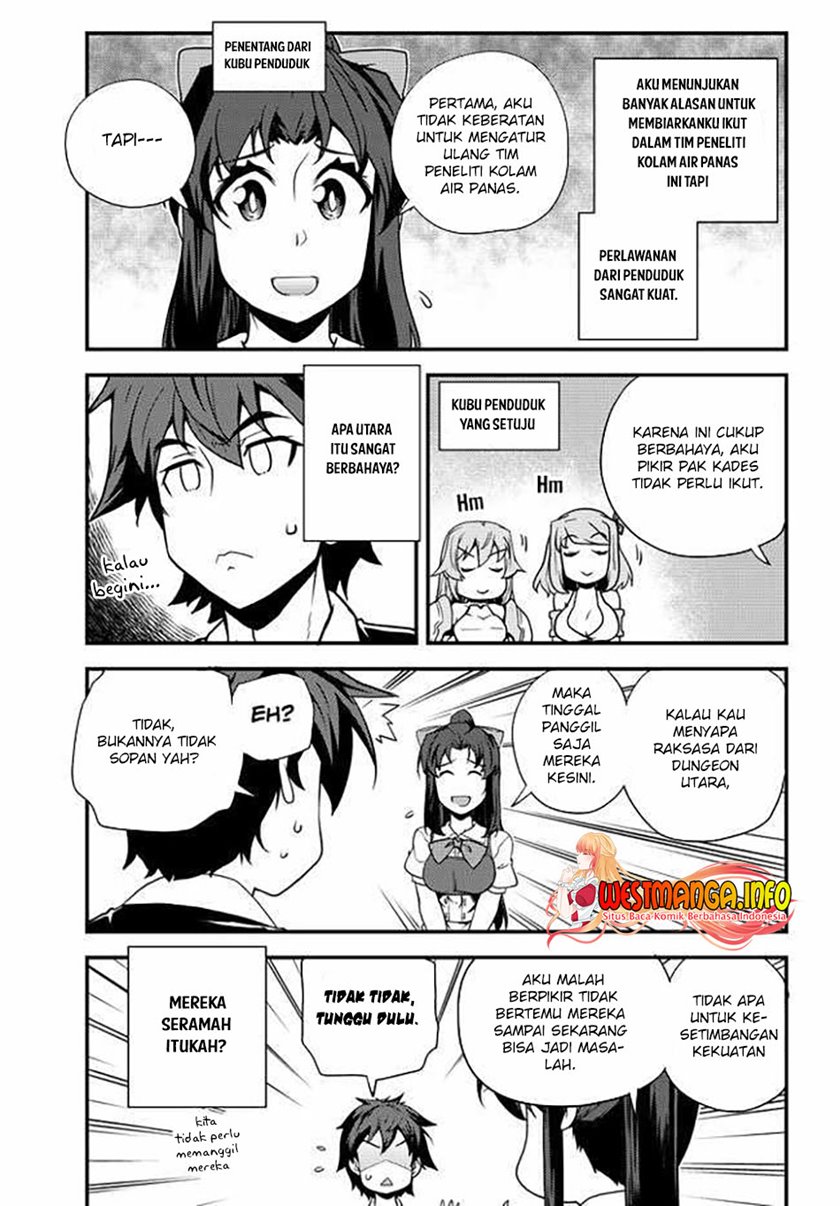 AKU MENUNJUKAN
BANYAK ALASAN UNTUK
MEMBIARKANKU IKUT
DALAM TIM PENELITI
KOLAM AIR PANAS
INI TAPI
PERLAWANAN
DARI PENDUDUK
SANGAT KUAT.
PENENTANG DARI
KUBU PENDUDUK
PERTAMA, AKU
TIDAK KEBERATAN
UNTUK MENGATUR
ULANG TIM
PENELITI KOLAM
AIR PANAS.
TAPI---
KARENA INI CUKUP
BERBAHAYA, AKU
PIKIR PAK KADES
TIDAK PERLU IKUT.
KUBU PENDUDUK
YANG SETUJU
Hm
Hm
APA UTARA
ITU SANGAT
BERBAHAYA?
kalau
begini...
KALAU KAU
MENYAPA
RAKSASA DARI
DUNGEON
UTARA,
MAKA
TINGGAL
PANGGIL
SAJA
MEREKA
KESINI.
EH?
TIDAK,
BUKANNYA TIDAK
SOPAN YAH?
WESTMANGA.INFO
Situs Baca Komik Berbahasa Indonesia
TIDAK APA
UNTUK KE-
SETIMBANGAN
KEKUATAN
AKU MALAH
BERPIKIR TIDAK
BERTEMU MEREKA
SAMPAI SEKARANG
BISA JADI MASA-
LAH.
TIDAK TIDAK,
TUNGGU DULU.
MEREKA
SERAMAH
ITUKAH?
kita
tidak perlu
memanggil
mereka